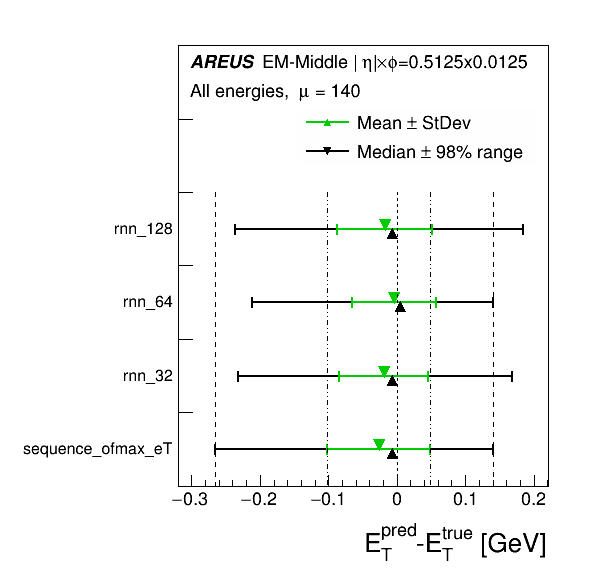 AREUS EM-Middle | η|×ϕ=0.5125x0.0125
All energies, μ = 140
Mean ± StDev
Median ± 98% range
rnn_128
rnn_64
rnn_32
sequence_ofmax_eT
−0.3 −0.2 −0.1 0 0.1 0.2
E_T^pred-E_T^true [GeV]